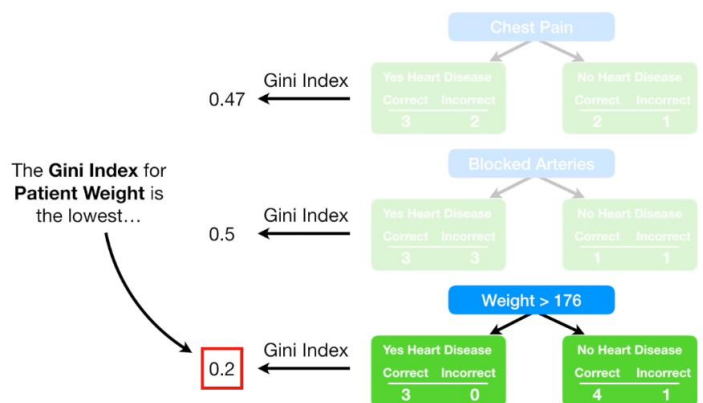 Chest Pain
Gini Index
0.47
Yes Heart Disease
Correct Incorrect
3 2
No Heart Disease
Correct Incorrect
2 1
The Gini Index for
Patient Weight is
the lowest...
Blocked Arteries
Gini Index
0.5
Yes Heart Disease
Correct Incorrect
3 3
No Heart Disease
Correct Incorrect
1 1
Weight > 176
Gini Index
0.2
Yes Heart Disease
Correct Incorrect
3 0
No Heart Disease
Correct Incorrect
4 1